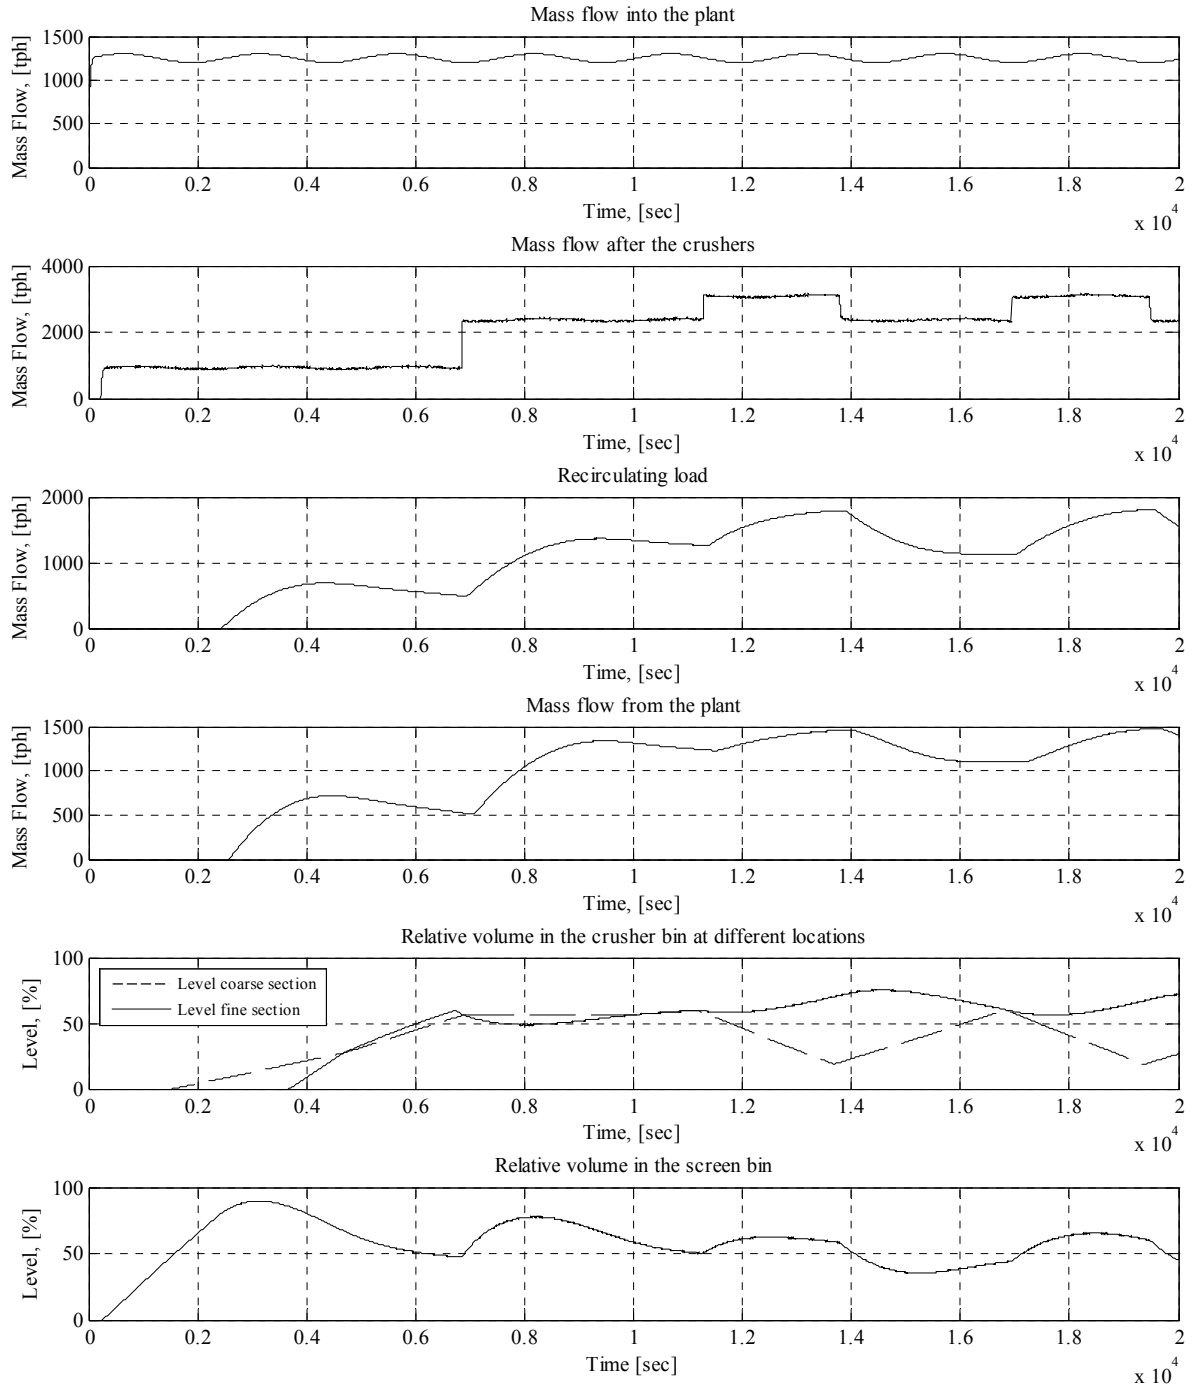 Mass flow into the plant
Mass Flow, [tph]
1500
1000
500
0
0 0.2 0.4 0.6 0.8 1 1.2 1.4 1.6 1.8 2
Time, [sec]
x 10^4
Mass flow after the crushers
Mass Flow, [tph]
4000
2000
0
0 0.2 0.4 0.6 0.8 1 1.2 1.4 1.6 1.8 2
Time, [sec]
x 10^4
Recirculating load
Mass Flow, [tph]
2000
1000
0
0 0.2 0.4 0.6 0.8 1 1.2 1.4 1.6 1.8 2
Time, [sec]
x 10^4
Mass flow from the plant
Mass Flow, [tph]
1500
1000
500
0
0 0.2 0.4 0.6 0.8 1 1.2 1.4 1.6 1.8 2
Time, [sec]
x 10^4
Relative volume in the crusher bin at different locations
Level, [%]
100
50
0
Level coarse section
Level fine section
0 0.2 0.4 0.6 0.8 1 1.2 1.4 1.6 1.8 2
Time, [sec]
x 10^4
Relative volume in the screen bin
Level, [%]
100
50
0
0 0.2 0.4 0.6 0.8 1 1.2 1.4 1.6 1.8 2
Time [sec]
x 10^4